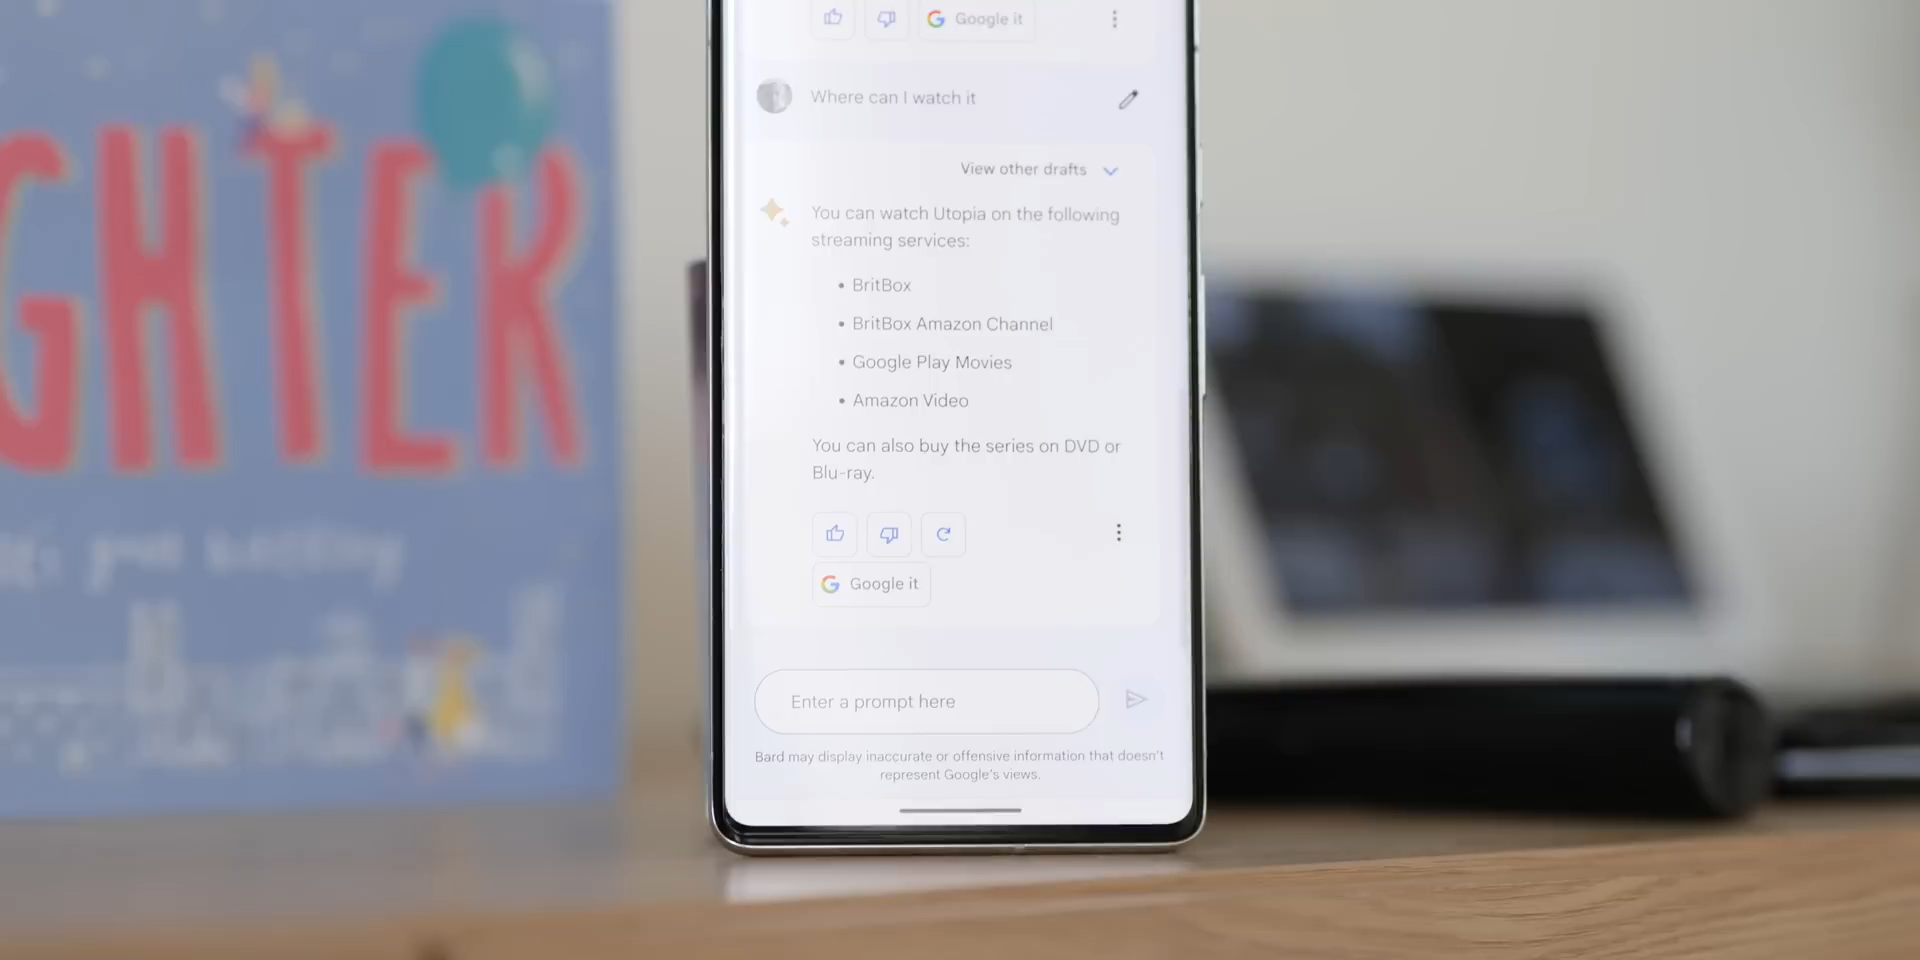 GHTER
Google it
Where can I watch it
View other drafts
You can watch Utopia on the following
streaming services:
• BritBox
• BritBox Amazon Channel
• Google Play Movies
• Amazon Video
You can also buy the series on DVD or
Blu-ray.
Google it
Enter a prompt here
Bard may display inaccurate or offensive information that doesn't
represent Google's views.